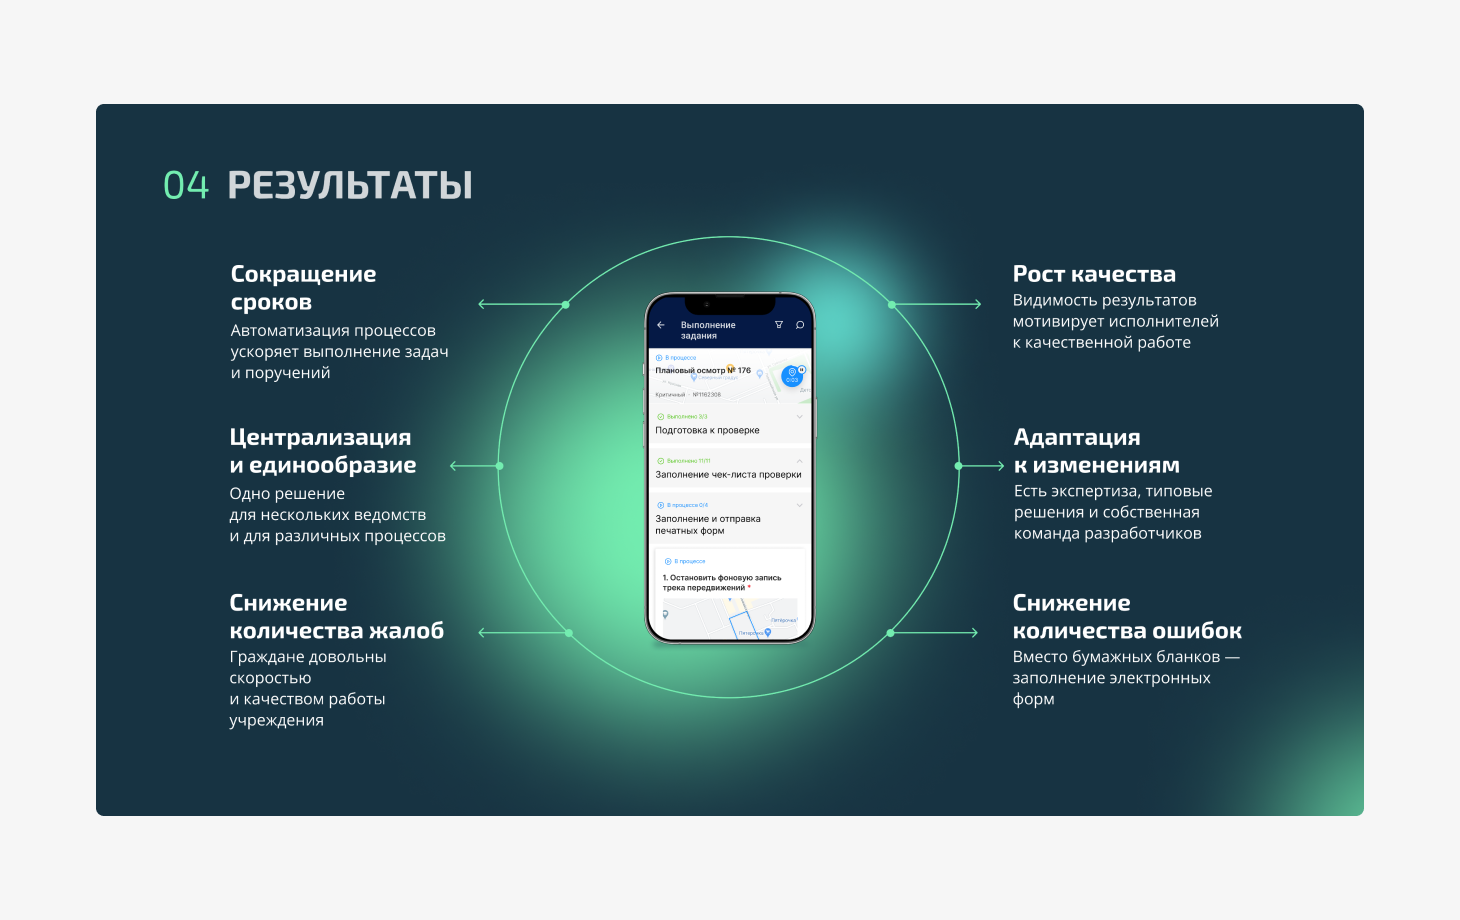 04 РЕЗУЛЬТАТЫ
Сокращение
сроков
Автоматизация процессов
ускоряет выполнение задач
и поручений
Централизация
и единообразие
Одно решение
для нескольких ведомств
и для различных процессов
Снижение
количества жалоб
Граждане довольны
скоростью
и качеством работы
учреждения
Выполнение
задания
В процессе
Плановый осмотр № 176
0:03
Критичный · №1162308
Выполнено 3/3
Подготовка к проверке
Выполнено 11/11
Заполнение чек-листа проверки
В процессе 0/4
Заполнение и отправка
печатных форм
В процессе
1. Остановить фоновую запись
трека передвижений *
Пятёрочка
Пятёрочка
Рост качества
Видимость результатов
мотивирует исполнителей
к качественной работе
Адаптация
к изменениям
Есть экспертиза, типовые
решения и собственная
команда разработчиков
Снижение
количества ошибок
Вместо бумажных бланков —
заполнение электронных
форм